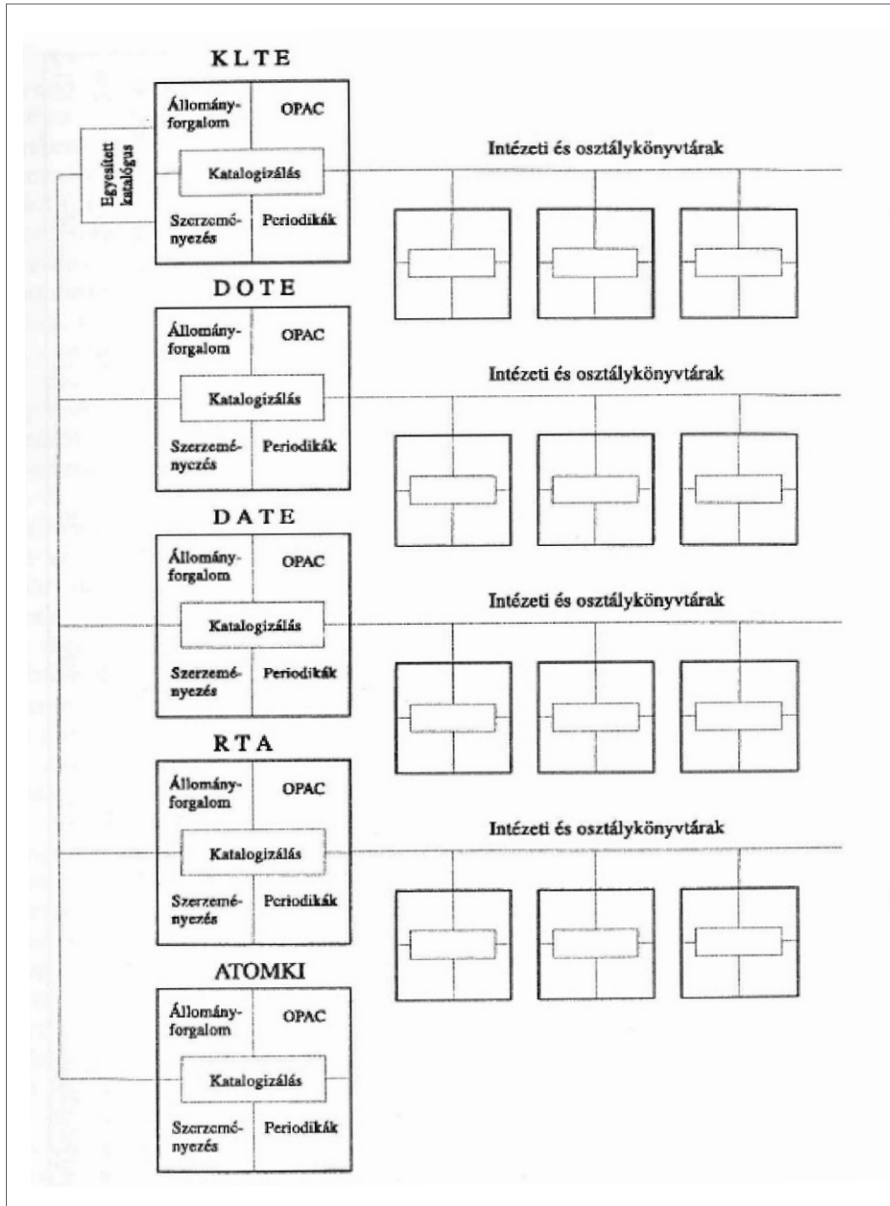 KLTE
Állomány-
forgalom
OPAC
Egyesített
katalógus
Katalogizálás
Szerzemé-
nyezés
Periodikák
Intézeti és osztálykönyvtárak
DOTE
Állomány-
forgalom
OPAC
Katalogizálás
Szerzemé-
nyezés
Periodikák
Intézeti és osztálykönyvtárak
DATE
Állomány-
forgalom
OPAC
Katalogizálás
Szerzemé-
nyezés
Periodikák
Intézeti és osztálykönyvtárak
RTA
Állomány-
forgalom
OPAC
Katalogizálás
Szerzemé-
nyezés
Periodikák
Intézeti és osztálykönyvtárak
ATOMKI
Állomány-
forgalom
OPAC
Katalogizálás
Szerzemé-
nyezés
Periodikák